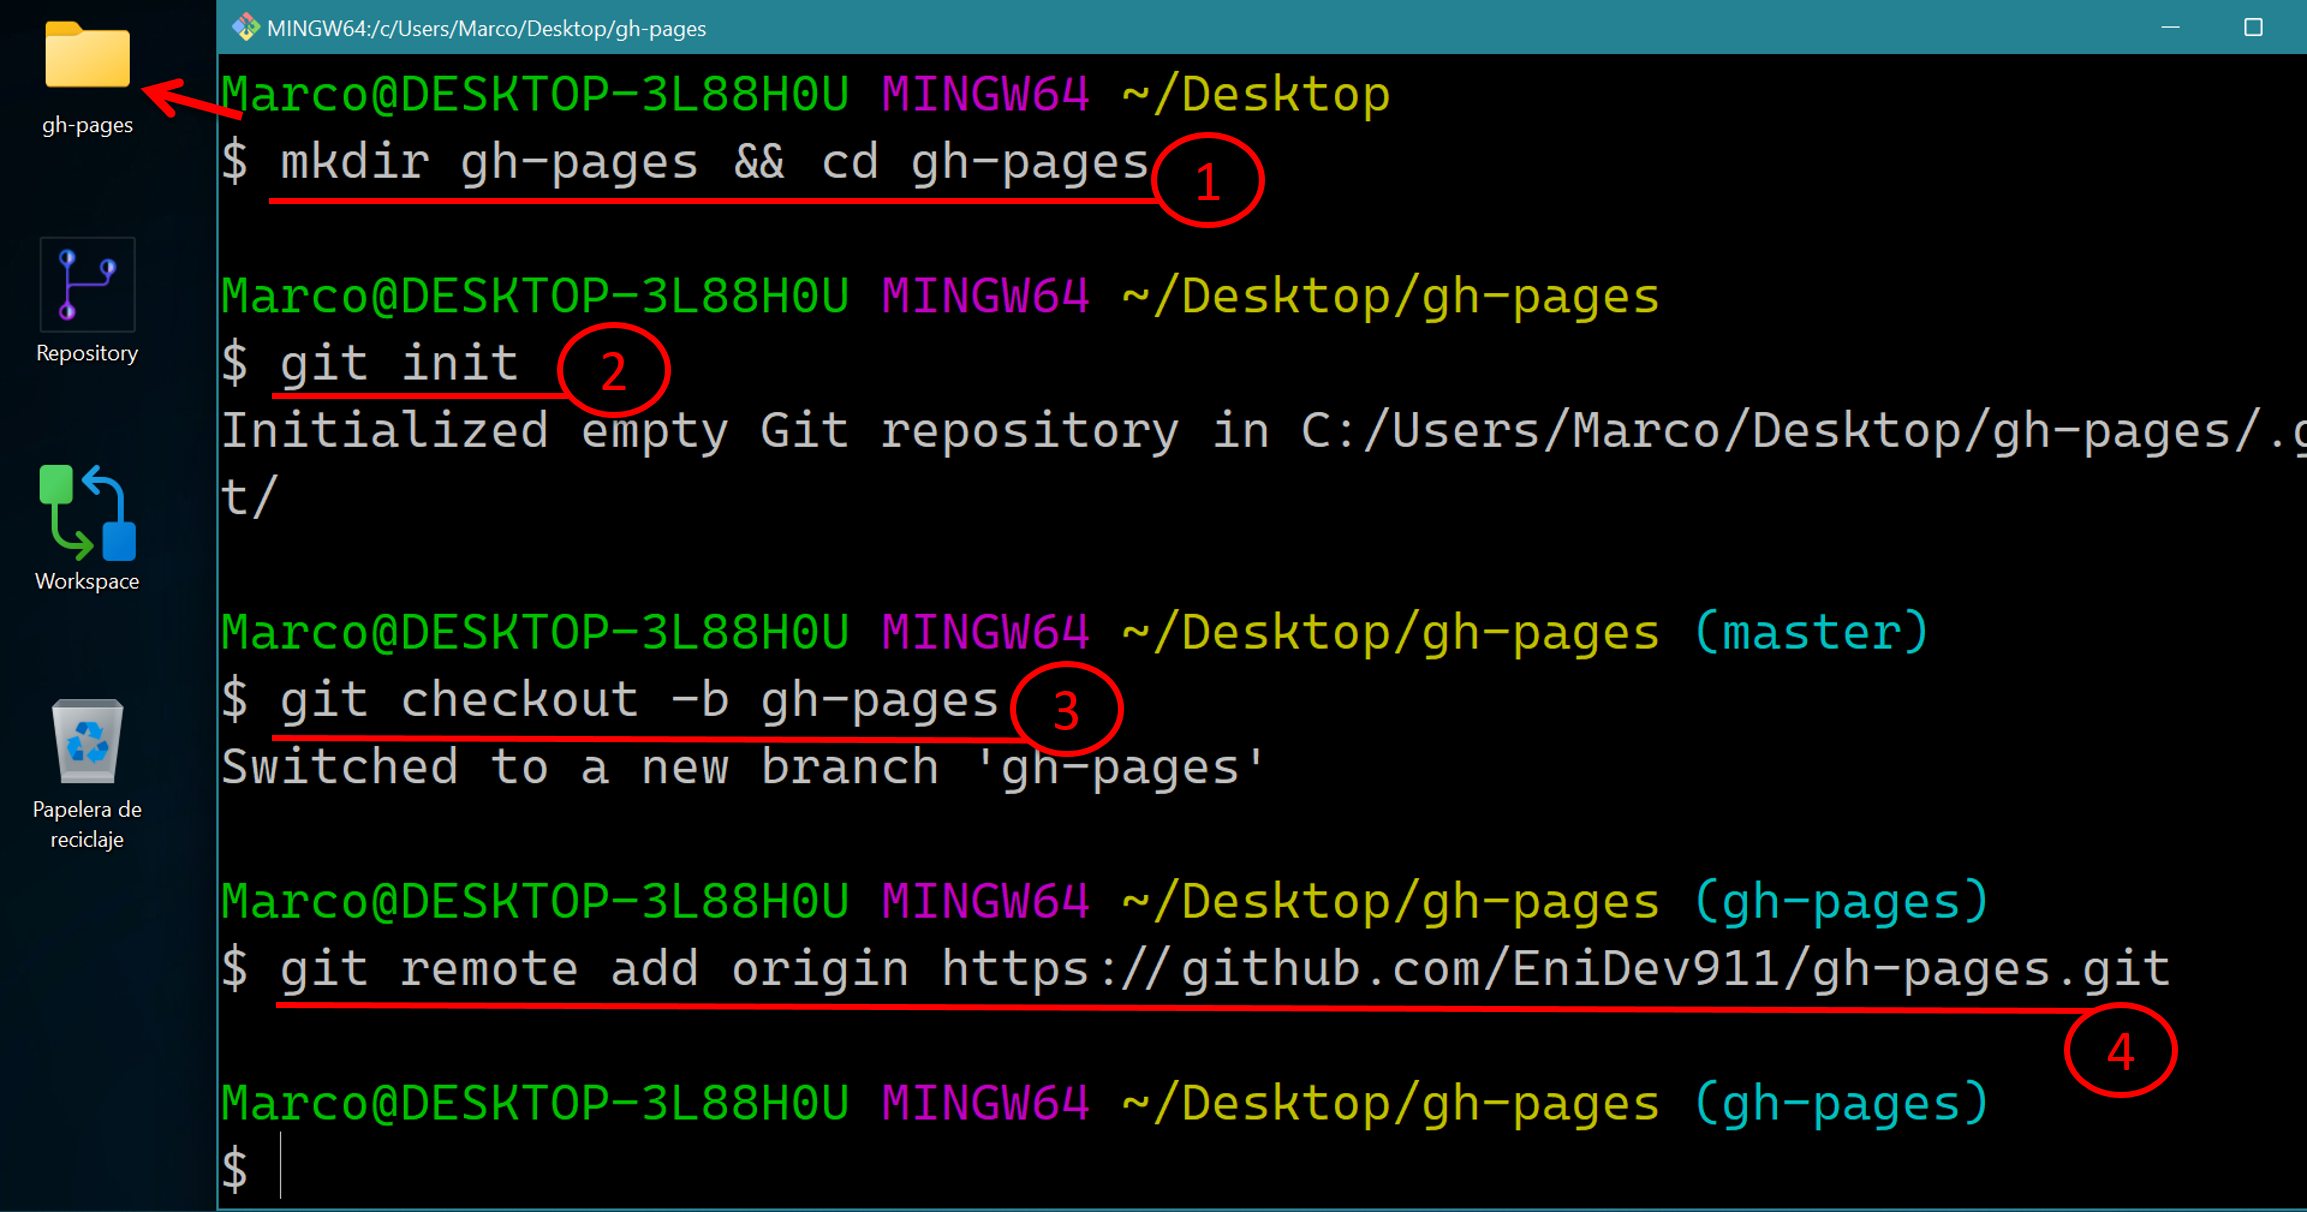 MINGW64:/c/Users/Marco/Desktop/gh-pages
gh-pages
Repository
Workspace
Papelera de
reciclaje
Marco@DESKTOP-3L88H0U MINGW64 ~/Desktop
$ mkdir gh-pages && cd gh-pages
1
Marco@DESKTOP-3L88H0U MINGW64 ~/Desktop/gh-pages
$ git init
2
Initialized empty Git repository in C:/Users/Marco/Desktop/gh-pages/.g
t/
Marco@DESKTOP-3L88H0U MINGW64 ~/Desktop/gh-pages (master)
$ git checkout -b gh-pages
3
Switched to a new branch 'gh-pages'
Marco@DESKTOP-3L88H0U MINGW64 ~/Desktop/gh-pages (gh-pages)
$ git remote add origin https://github.com/EniDev911/gh-pages.git
4
Marco@DESKTOP-3L88H0U MINGW64 ~/Desktop/gh-pages (gh-pages)
$